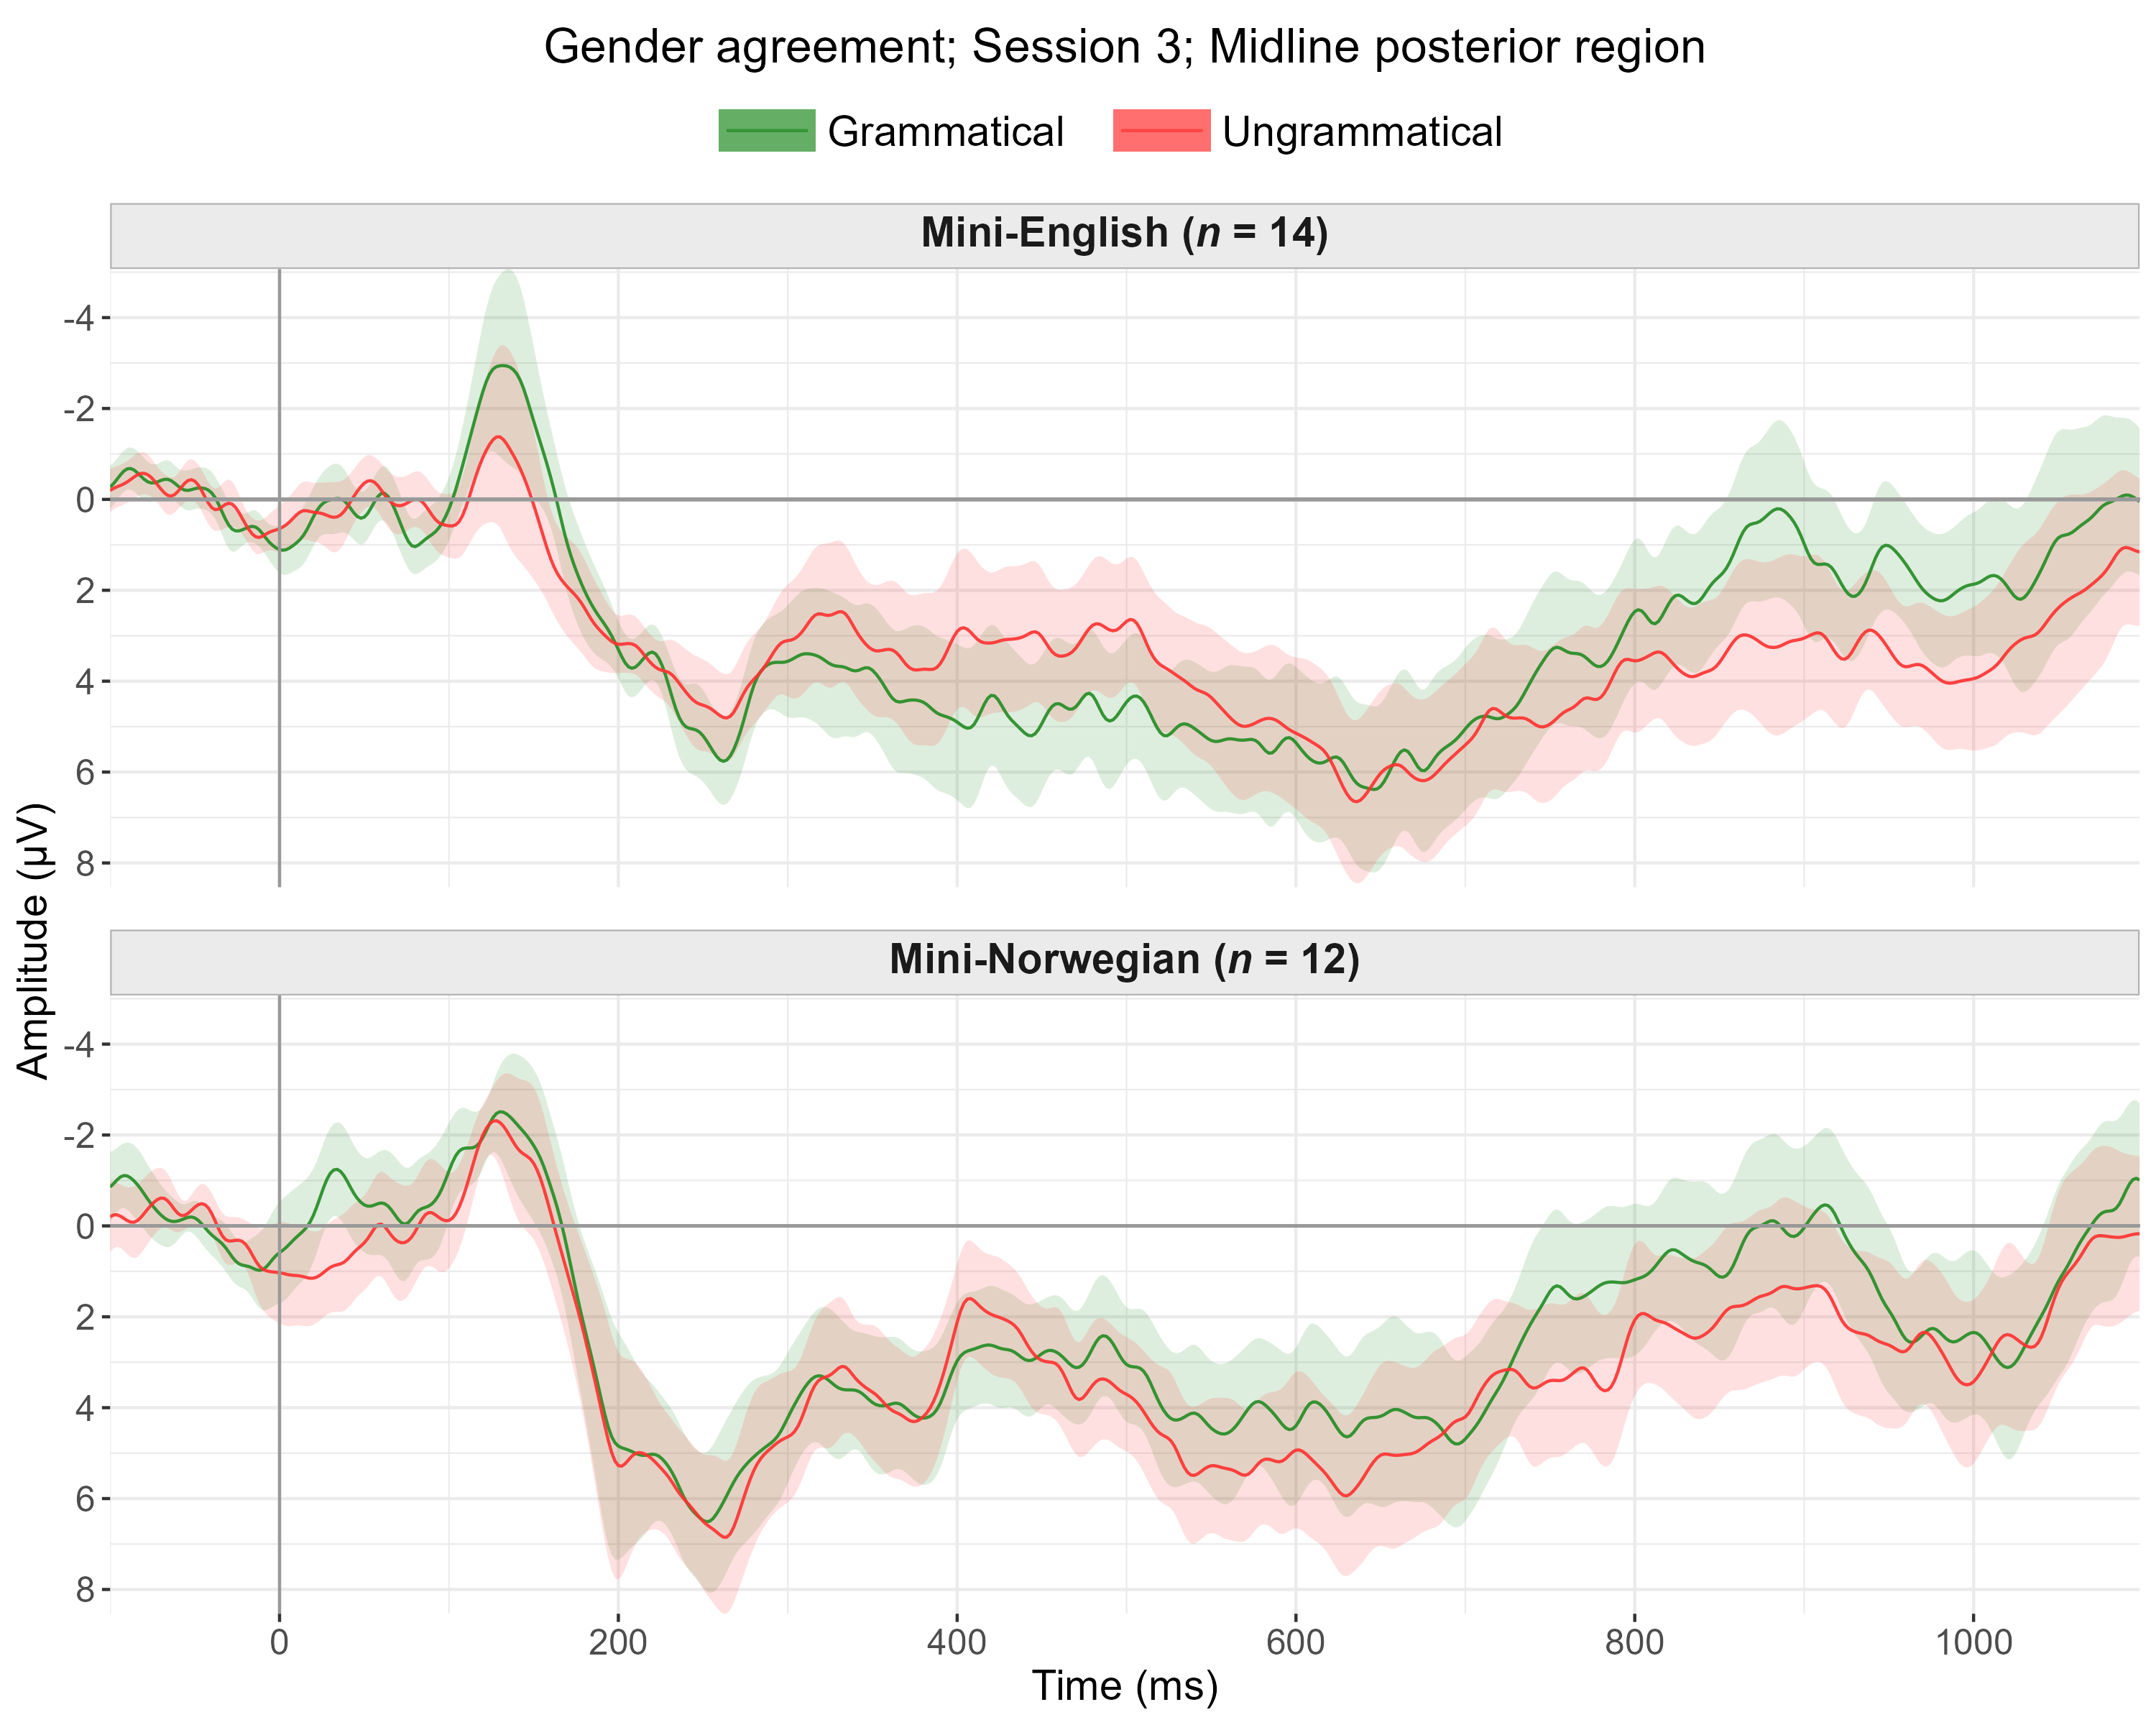 Gender agreement; Session 3; Midline posterior region
Grammatical
Ungrammatical
Mini-English (n = 14)
-4
-2
0
2
4
6
8
Amplitude (µV)
Mini-Norwegian (n = 12)
-4
-2
0
2
4
6
8
0 200 400 600 800 1000
Time (ms)